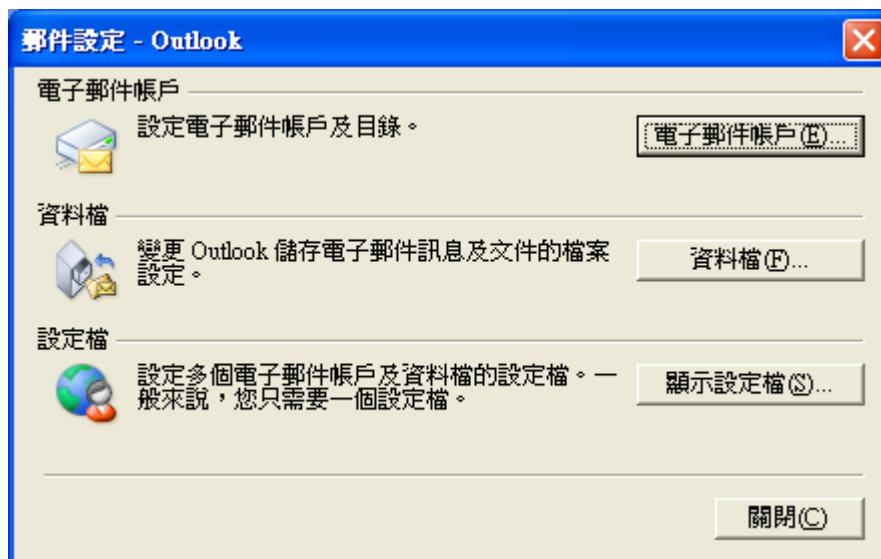 郵件設定 - Outlook
電子郵件帳戶
設定電子郵件帳戶及目錄。
電子郵件帳戶(E)...
資料檔
變更 Outlook 儲存電子郵件訊息及文件的檔案
設定。
資料檔(F)...
設定檔
設定多個電子郵件帳戶及資料檔的設定檔。一
般來說，您只需要一個設定檔。
顯示設定檔(S)...
關閉(C)